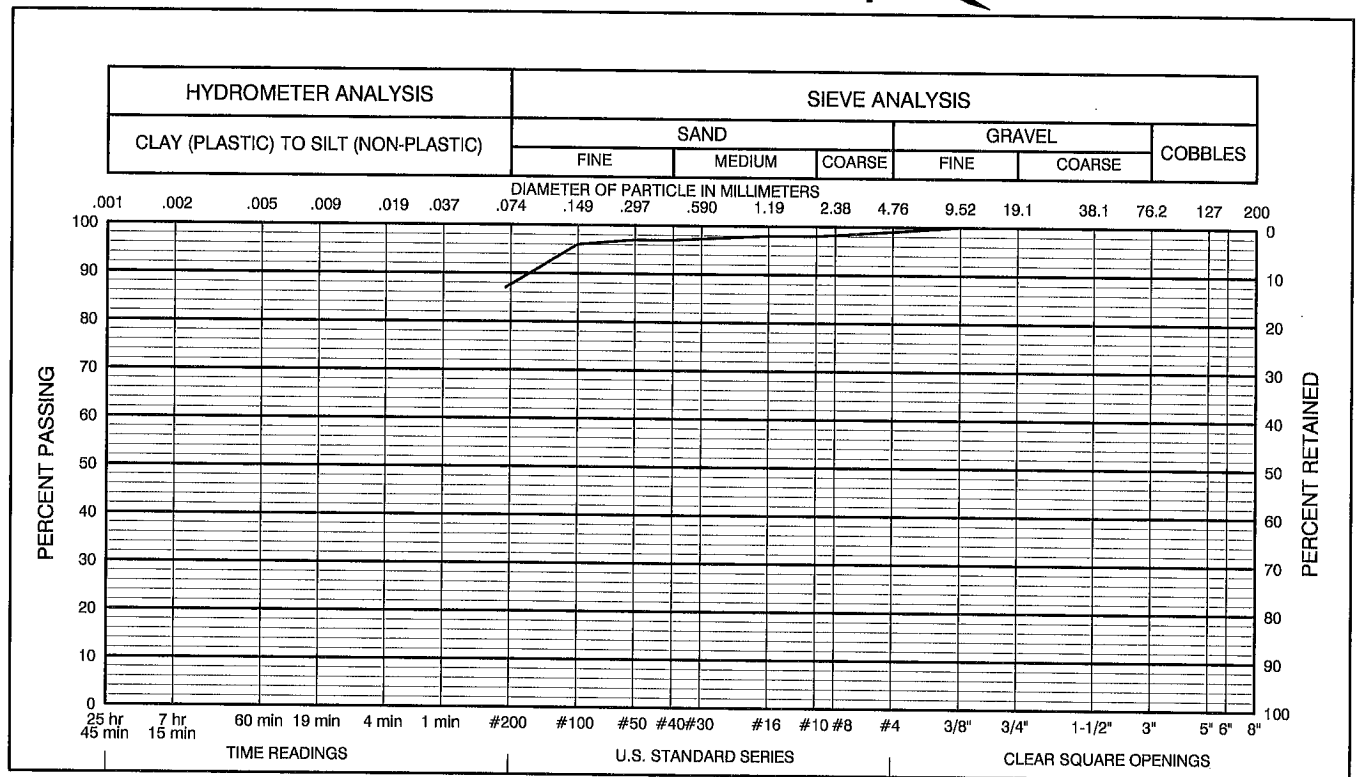 HYDROMETER ANALYSIS SIEVE ANALYSIS
CLAY (PLASTIC) TO SILT (NON-PLASTIC) SAND GRAVEL COBBLES
FINE MEDIUM COARSE FINE COARSE
DIAMETER OF PARTICLE IN MILLIMETERS
.001 .002 .005 .009 .019 .037 .074 .149 .297 .590 1.19 2.38 4.76 9.52 19.1 38.1 76.2 127 200
100 0
90 10
80 20
70 30
60 40
50 50
40 60
30 70
20 80
10 90
0 100
PERCENT PASSING
PERCENT RETAINED
25 hr 7 hr 60 min 19 min 4 min 1 min #200 #100 #50 #40 #30 #16 #10 #8 #4 3/8" 3/4" 1-1/2" 3" 5" 6" 8"
45 min 15 min
TIME READINGS U.S. STANDARD SERIES CLEAR SQUARE OPENINGS